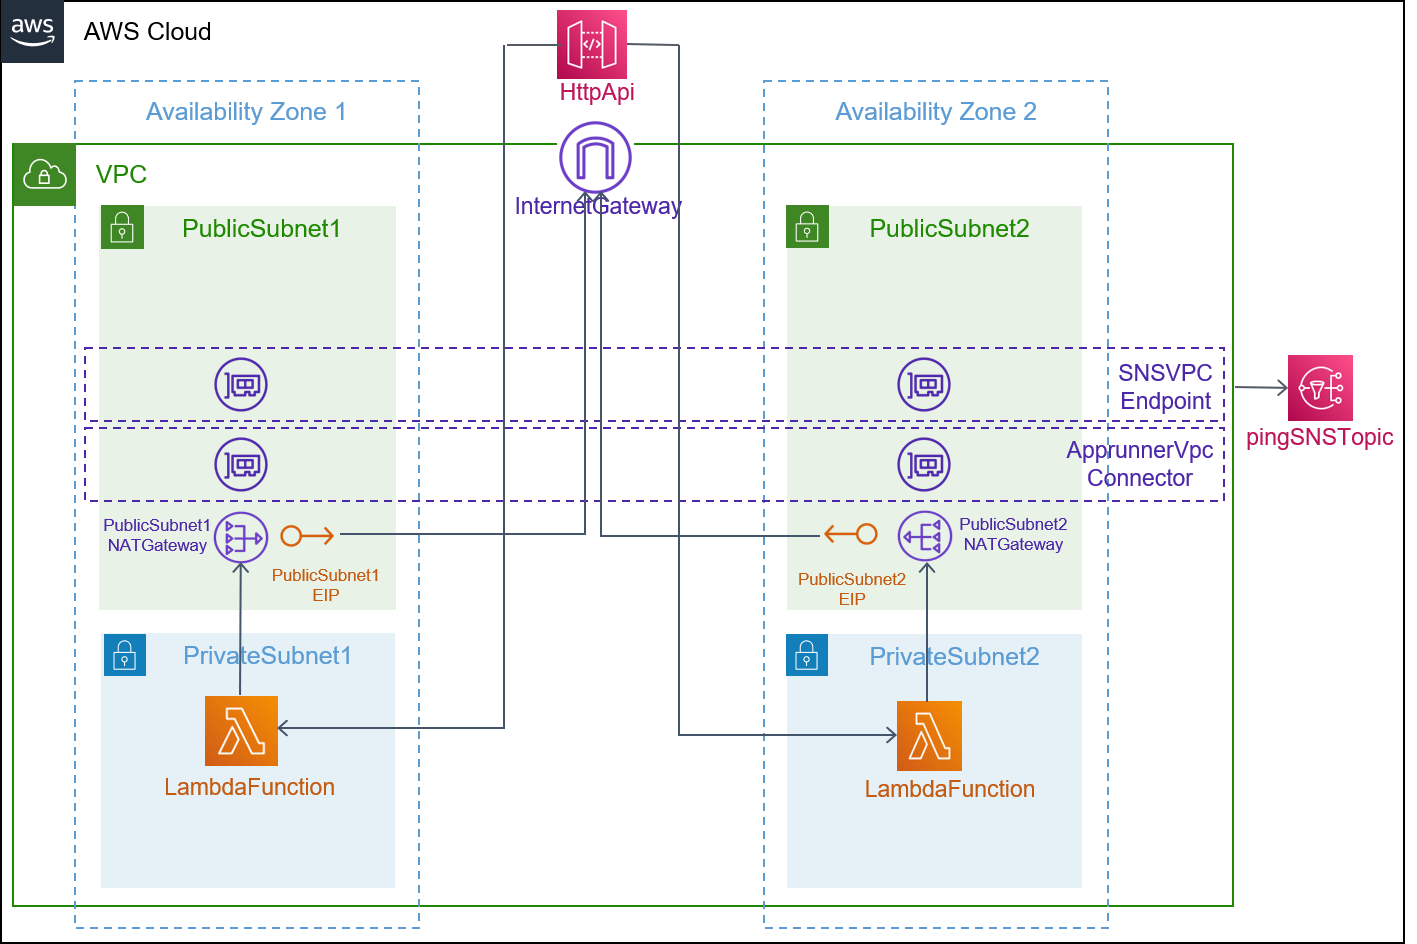 aws
AWS Cloud
HttpApi
Availability Zone 1
Availability Zone 2
VPC
InternetGateway
PublicSubnet1
PublicSubnet2
SNSVPC
Endpoint
pingSNSTopic
ApprunnerVpc
Connector
PublicSubnet1
NATGateway
PublicSubnet1
EIP
PublicSubnet2
NATGateway
PublicSubnet2
EIP
PrivateSubnet1
PrivateSubnet2
LambdaFunction
LambdaFunction